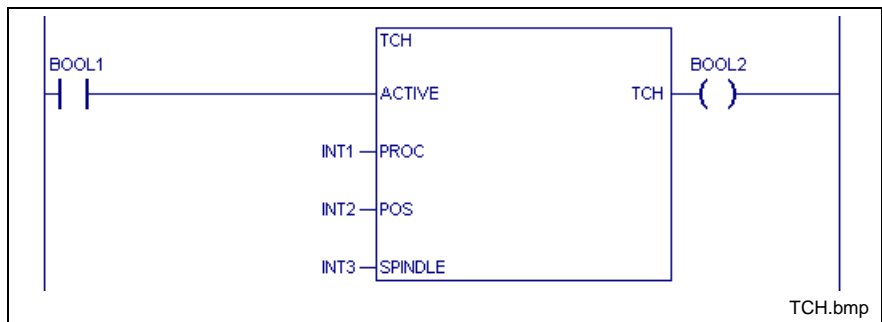 TCH
BOOL1
BOOL2
ACTIVE
TCH
INT1
PROC
INT2
POS
INT3
SPINDLE
TCH.bmp